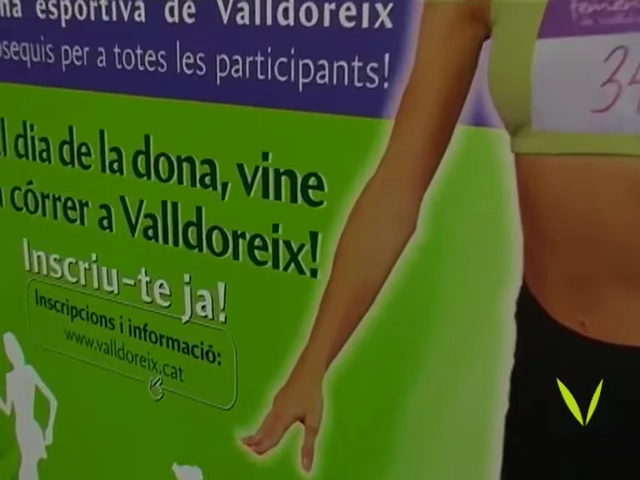 esportiva de Valldoreix
per a totes les participants!
dia de la dona, vine
córrer a Valldoreix!
Inscriu-te ja!
Inscripcions i informació:
www.valldoreix.cat